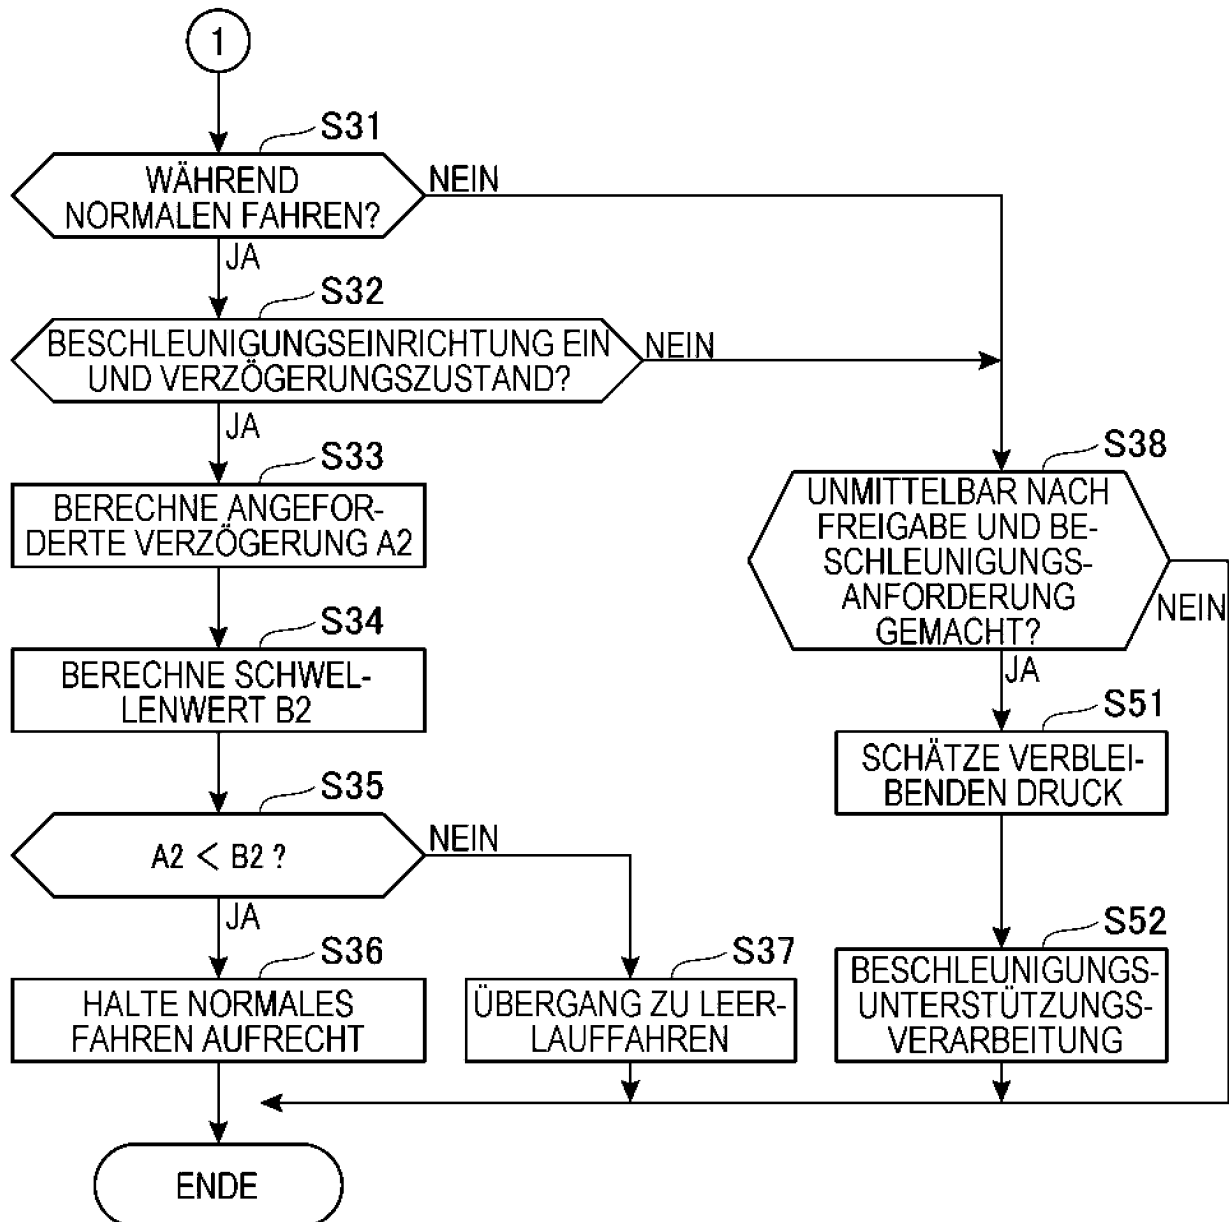 1
S31
WÄHREND
NORMALEN FAHREN?
NEIN
JA
S32
BESCHLEUNIGUNGSEINRICHTUNG EIN
UND VERZÖGERUNGSZUSTAND?
NEIN
JA
S33
BERECHNE ANGEFOR-
DERTE VERZÖGERUNG A2
S34
BERECHNE SCHWEL-
LENWERT B2
S35
A2 < B2 ?
NEIN
JA
S36
HALTE NORMALES
FAHREN AUFRECHT
S37
ÜBERGANG ZU LEER-
LAUFFAHREN
S38
UNMITTELBAR NACH
FREIGABE UND BE-
SCHLEUNIGUNGS-
ANFORDERUNG
GEMACHT?
NEIN
JA
S51
SCHÄTZE VERBLEI-
BENDEN DRUCK
S52
BESCHLEUNIGUNGS-
UNTERSTÜTZUNGS-
VERARBEITUNG
ENDE